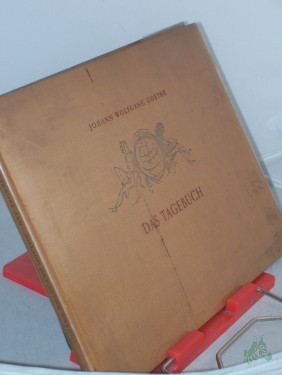 JOHANN WOLFGANG GOETHE
DAS TAGEBUCH